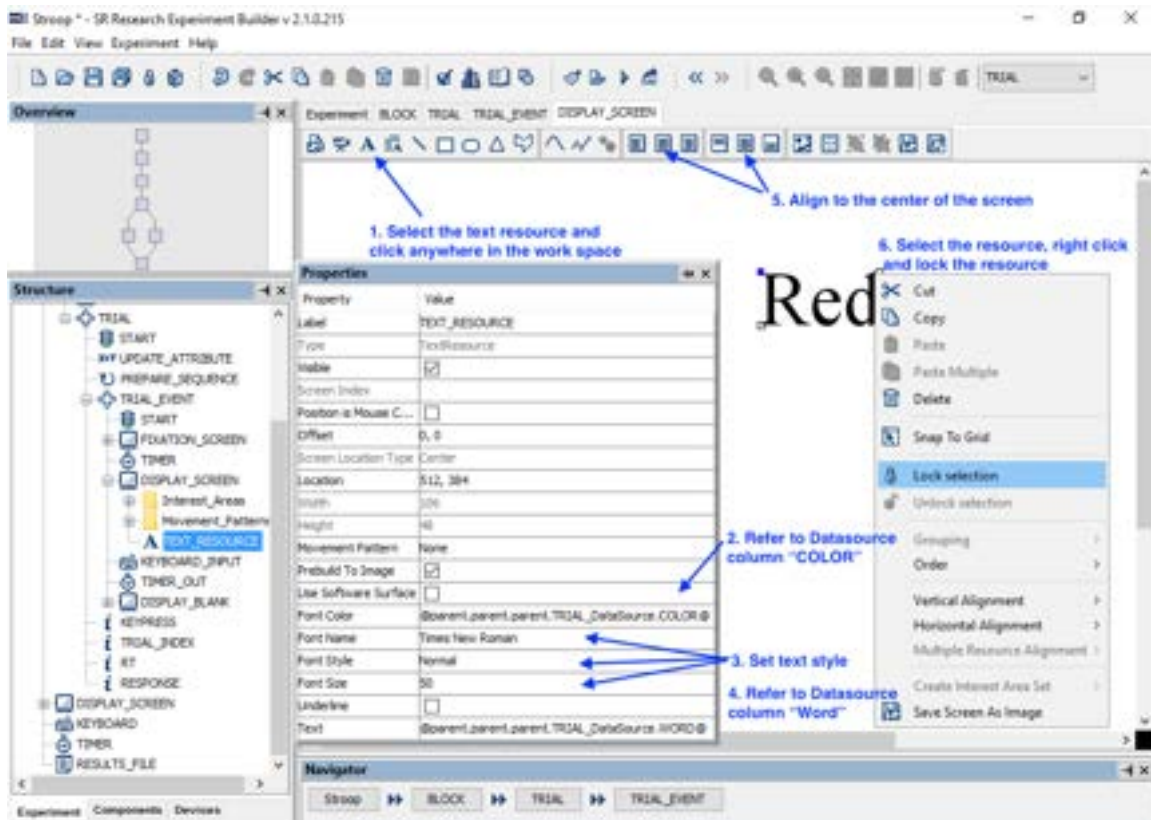 Stroop * - SR Research Experiment Builder v 2.1.0.215
File Edit View Experiment Help
TRIAL
Overview
Experiment BLOCK TRIAL TRIAL_EVENT DISPLAY_SCREEN
5. Align to the center of the screen
1. Select the text resource and
click anywhere in the work space
6. Select the resource, right click
and lock the resource
Structure
TRIAL
START
UPDATE_ATTRIBUTE
PREPARE_SEQUENCE
TRIAL_EVENT
START
FIXATION_SCREEN
TIMER
DISPLAY_SCREEN
Interest_Areas
Movement_Pattern
TEXT_RESOURCE
KEYBOARD_INPUT
TIMER_OUT
DISPLAY_BLANK
KEYPRESS
TRIAL_INDEX
RT
RESPONSE
DISPLAY_SCREEN
KEYBOARD
TIMER
RESULTS_FILE
Experiment Components Devices
Properties
Property Value
Label TEXT_RESOURCE
Type TextResource
Visible
Screen Index
Position is Mouse C...
Offset 0, 0
Screen Location Type Center
Location 512, 384
Width 106
Height 48
Movement Pattern None
Prebuild To Image
Use Software Surface
Font Color @parent.parent.parent.TRIAL_DataSource.COLOR@
Font Name Times New Roman
Font Style Normal
Font Size 50
Underline
Text @parent.parent.parent.TRIAL_DataSource.WORD@
2. Refer to Datasource
column "COLOR"
3. Set text style
4. Refer to Datasource
column "Word"
Red
Cut
Copy
Paste
Paste Multiple
Delete
Snap To Grid
Lock selection
Unlock selection
Grouping
Order
Vertical Alignment
Horizontal Alignment
Multiple Resource Alignment
Create Interest Area Set
Save Screen As Image
Navigator
Stroop BLOCK TRIAL TRIAL_EVENT